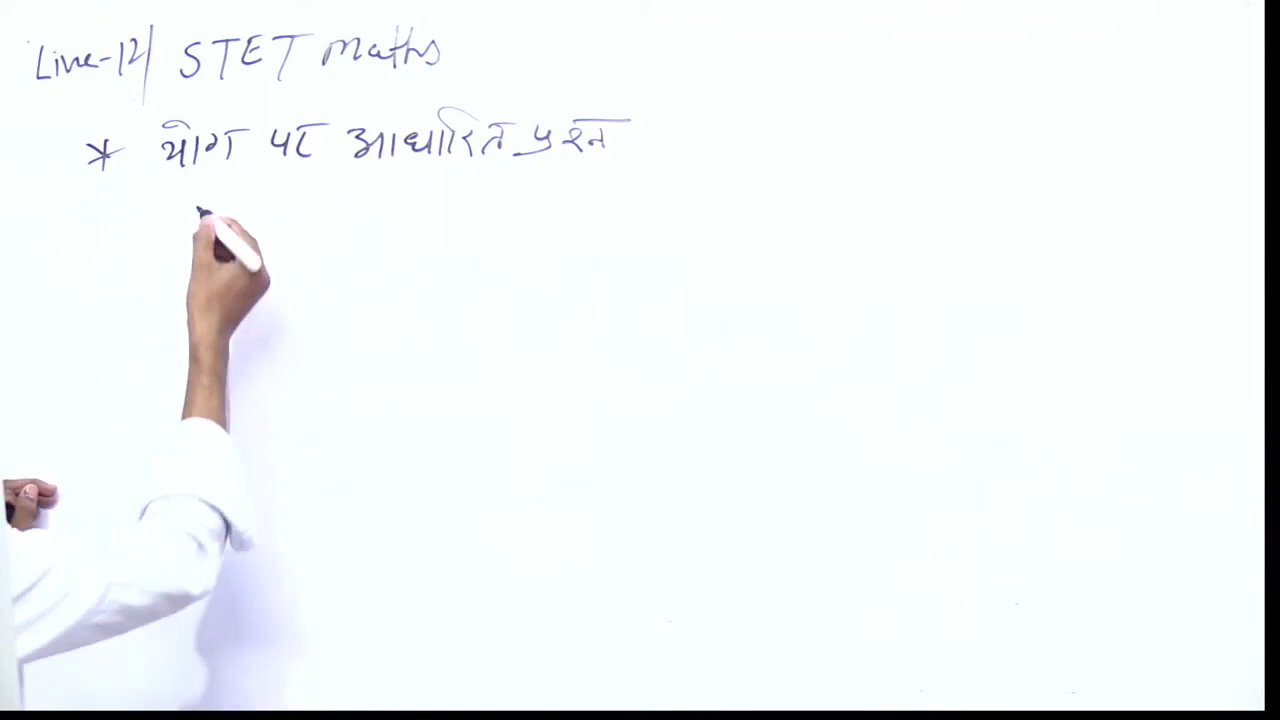 Live-12/ STET Maths
* योग पर आधारित प्रश्न